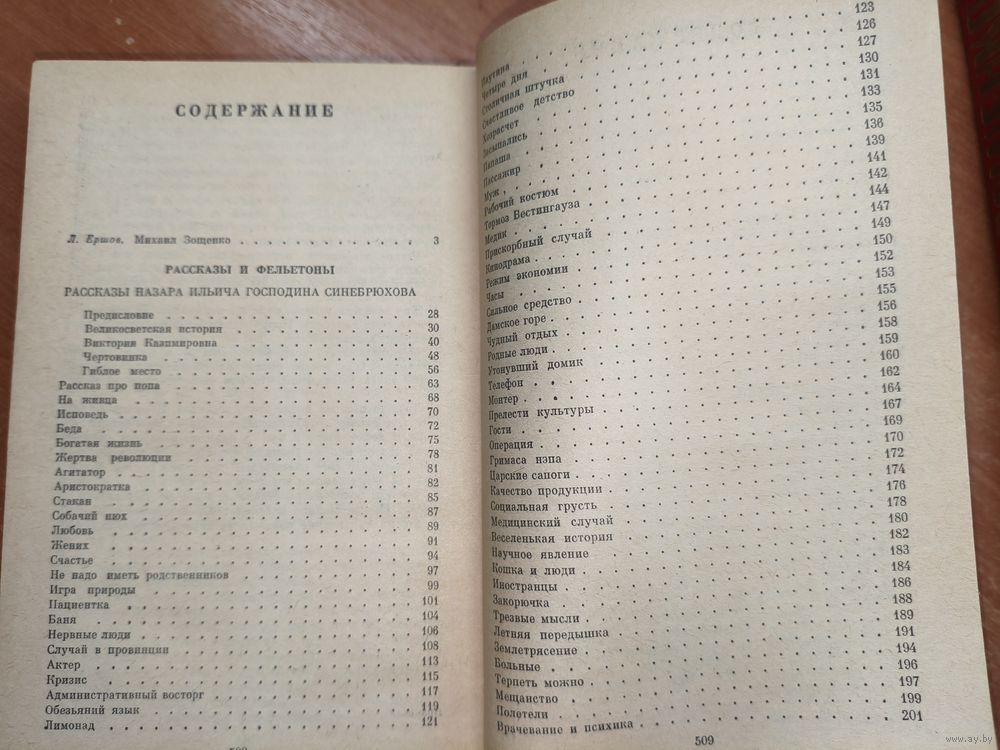 СОДЕРЖАНИЕ
Л. Ершов. Михаил Зощенко . . . . . . . . . . . . 3
РАССКАЗЫ И ФЕЛЬЕТОНЫ
РАССКАЗЫ НАЗАРА ИЛЬИЧА ГОСПОДИНА СИНЕБРЮХОВА
Предисловие 28
Великосветская история 30
Виктория Казимировна 40
Чертовинка 48
Гиблое место 56
Рассказ про попа 63
На живца 68
Исповедь 70
Беда 72
Богатая жизнь 75
Жертва революции 78
Агитатор 81
Аристократка 82
Стакан 85
Собачий нюх 87
Любовь 89
Жених 91
Счастье 94
Не надо иметь родственников 97
Игра природы 99
Пациентка 101
Баня 104
Нервные люди 106
Случай в провинции 108
Актер 113
Кризис 115
Административный восторг 117
Обезьяний язык 119
Лимонад 121
Паутина 123
Четыре дня 126
Столичная штучка 127
Счастливое детство 130
Хозрасчет 131
Засыпались 133
Папаша 135
Пассажир 136
Муж 139
Рабочий костюм 141
Тормоз Вестингауза 142
Медик 144
Прискорбный случай 147
Кинодрама 149
Режим экономии 150
Часы 152
Сильное средство 153
Дамское горе 155
Чудный отдых 156
Родные люди 158
Утонувший домик 159
Телефон 160
Монтер 162
Прелести культуры 164
Гости 167
Операция 169
Гримаса нэпа 170
Царские сапоги 172
Качество продукции 174
Социальная грусть 176
Медицинский случай 178
Веселенькая история 180
Научное явление 182
Кошка и люди 183
Иностранцы 184
Закорючка 186
Трезвые мысли 188
Летняя передышка 189
Землетрясение 191
Больные 194
Терпеть можно 196
Мещанство 197
Полетели 199
Врачевание и психика 201
509
www.ay.by